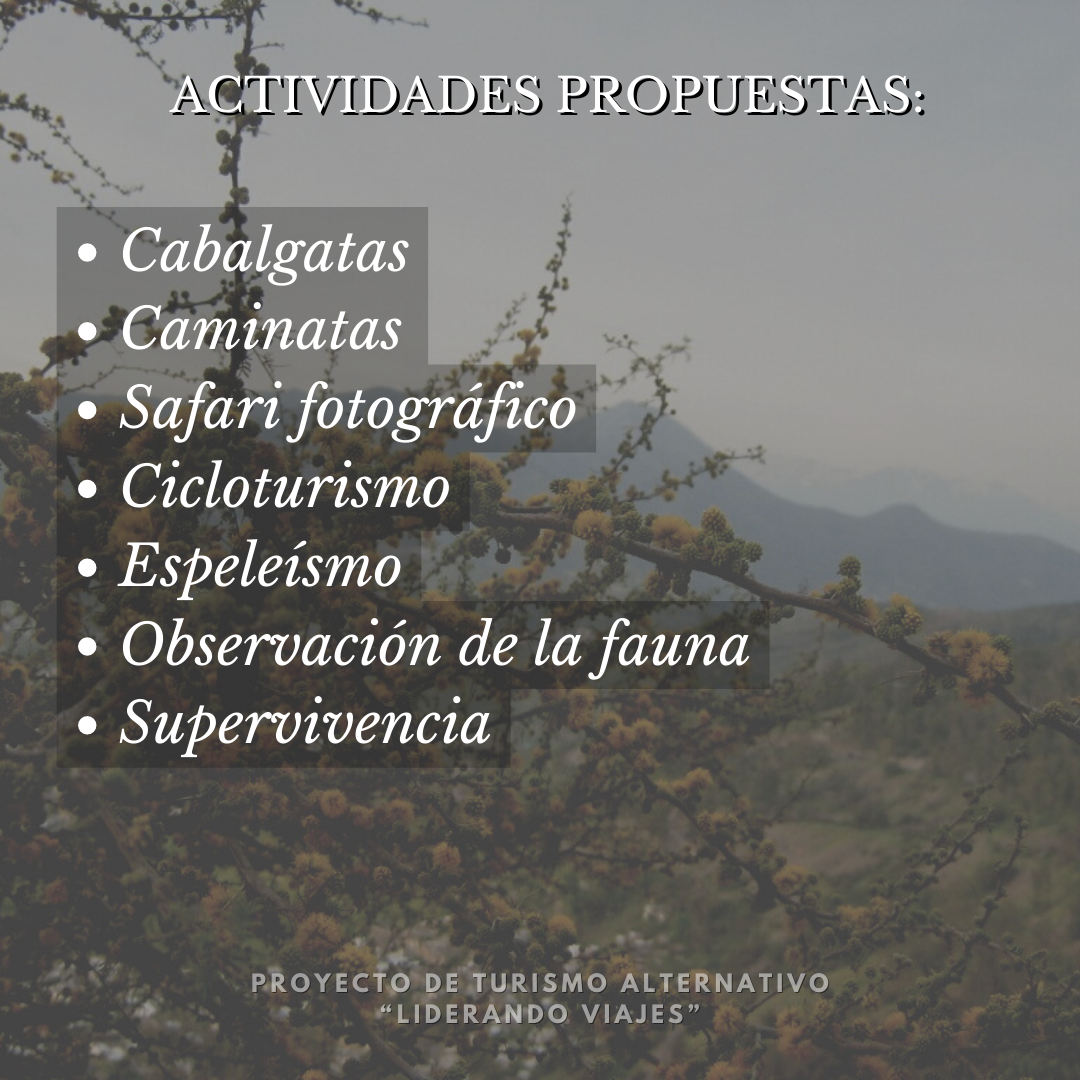 ACTIVIDADES PROPUESTAS:
• Cabalgatas
• Caminatas
• Safari fotográfico
• Cicloturismo
• Espeleísmo
• Observación de la fauna
• Supervivencia
PROYECTO DE TURISMO ALTERNATIVO
“LIDERANDO VIAJES”